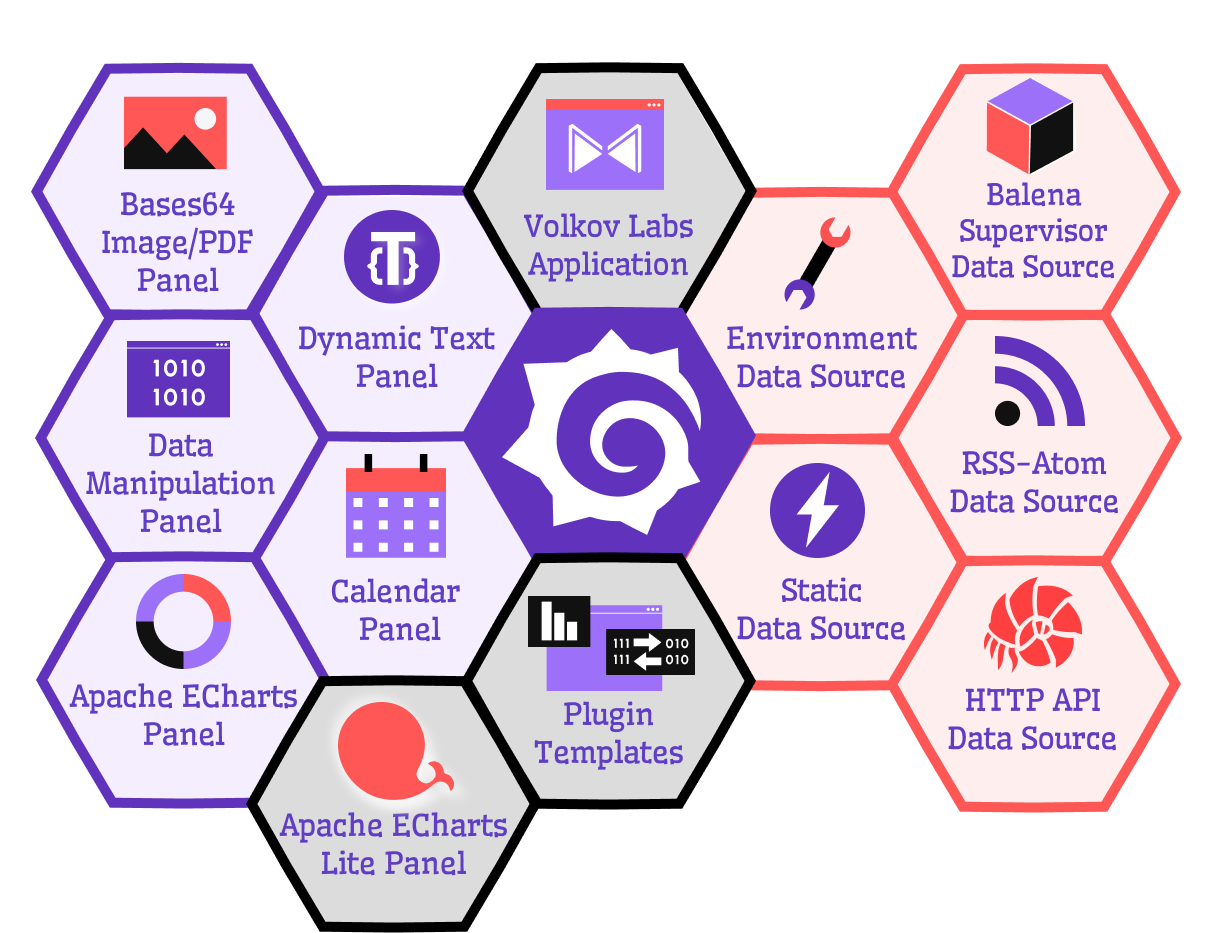 Bases64
Image/PDF
Panel
Volkov Labs
Application
Balena
Supervisor
Data Source
{T}
Dynamic Text
Panel
Environment
Data Source
1010
1010
Data
Manipulation
Panel
RSS-Atom
Data Source
Calendar
Panel
Static
Data Source
Apache ECharts
Panel
111 010
111 010
Plugin
Templates
HTTP API
Data Source
Apache ECharts
Lite Panel